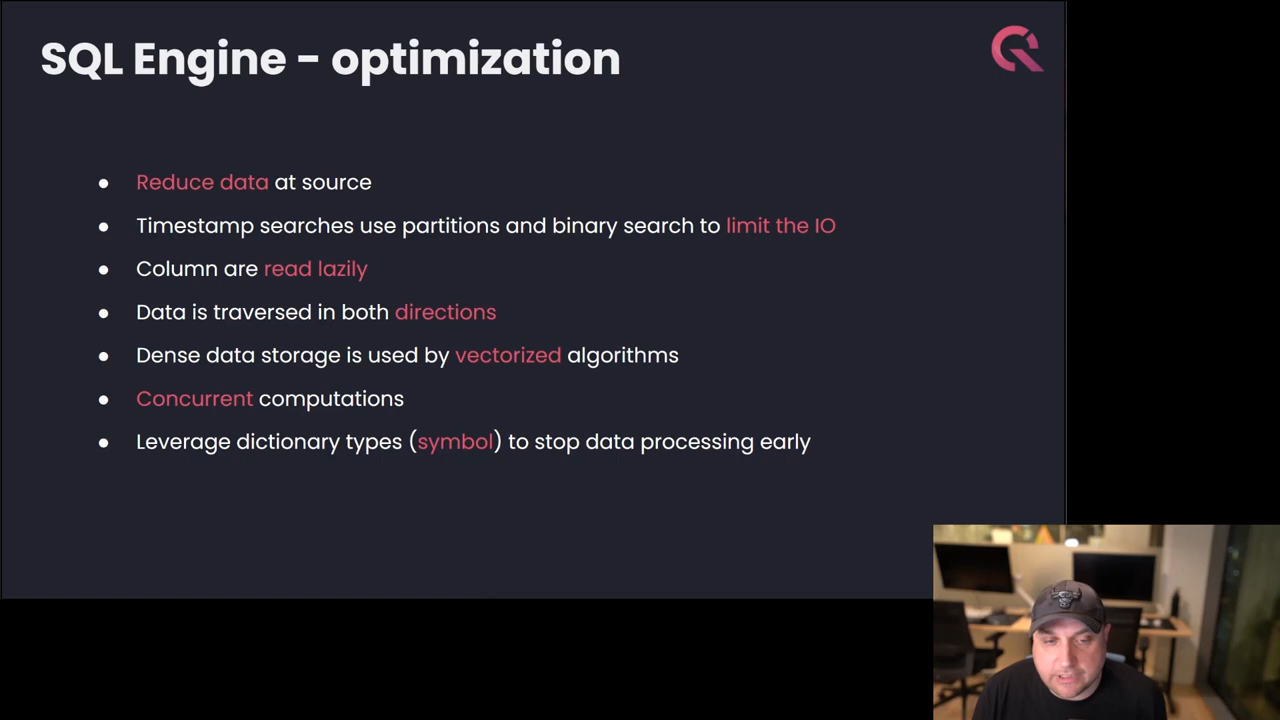 SQL Engine - optimization
● Reduce data at source
● Timestamp searches use partitions and binary search to limit the IO
● Column are read lazily
● Data is traversed in both directions
● Dense data storage is used by vectorized algorithms
● Concurrent computations
● Leverage dictionary types (symbol) to stop data processing early